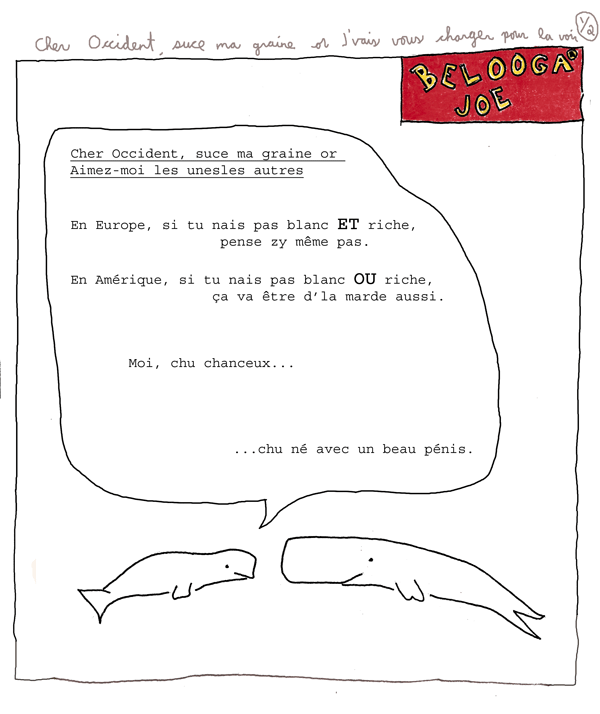 Cher Occident, suce ma graine or J'vais vous changer pour la voir 1/2
BELOOGA
JOE
Cher Occident, suce ma graine or
Aimez-moi les unesles autres
En Europe, si tu nais pas blanc ET riche,
pense zy même pas.
En Amérique, si tu nais pas blanc OU riche,
ça va être d'la marde aussi.
Moi, chu chanceux...
...chu né avec un beau pénis.